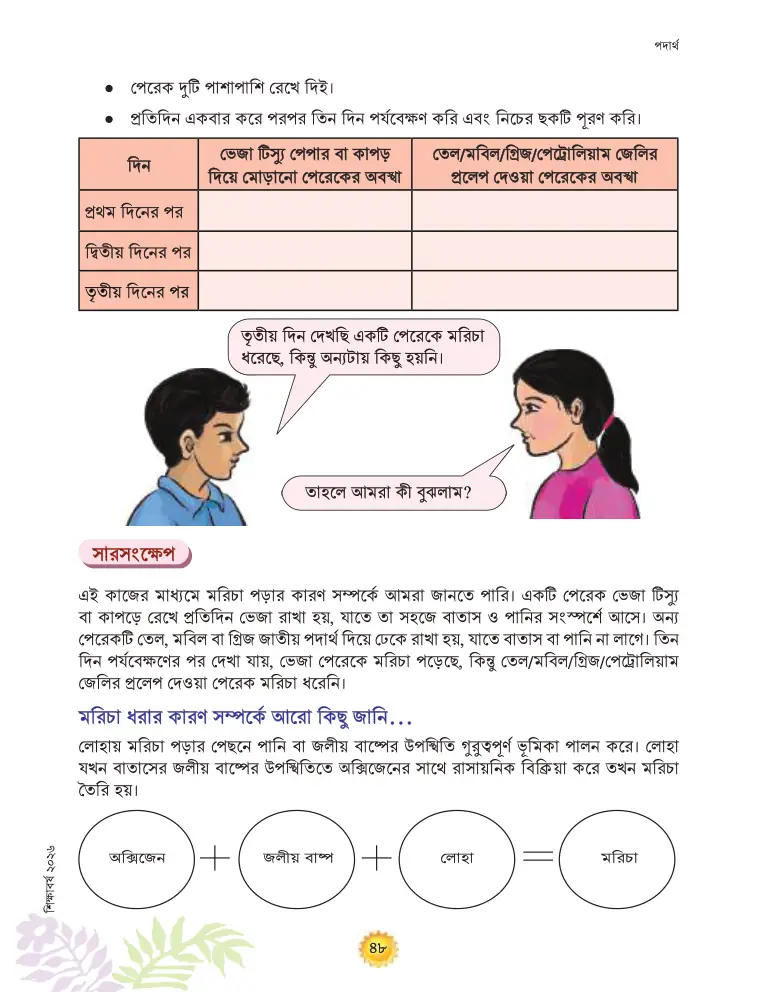 পদার্থ
● পেরেক দুটি পাশাপাশি রেখে দিই।
● প্রতিদিন একবার করে পরপর তিন দিন পর্যবেক্ষণ করি এবং নিচের ছকটি পূরণ করি।
দিন
ভেজা টিস্যু পেপার বা কাপড়
দিয়ে মোড়ানো পেরেকের অবস্থা
তেল/মবিল/গ্রিজ/পেট্রোলিয়াম জেলির
প্রলেপ দেওয়া পেরেকের অবস্থা
প্রথম দিনের পর
দ্বিতীয় দিনের পর
তৃতীয় দিনের পর
তৃতীয় দিন দেখছি একটি পেরেকে মরিচা
ধরেছে, কিন্তু অন্যটায় কিছু হয়নি।
তাহলে আমরা কী বুঝলাম?
সারসংক্ষেপ
এই কাজের মাধ্যমে মরিচা পড়ার কারণ সম্পর্কে আমরা জানতে পারি। একটি পেরেক ভেজা টিস্যু
বা কাপড়ে রেখে প্রতিদিন ভেজা রাখা হয়, যাতে তা সহজে বাতাস ও পানির সংস্পর্শে আসে। অন্য
পেরেকটি তেল, মবিল বা গ্রিজ জাতীয় পদার্থ দিয়ে ঢেকে রাখা হয়, যাতে বাতাস বা পানি না লাগে। তিন
দিন পর্যবেক্ষণের পর দেখা যায়, ভেজা পেরেকে মরিচা পড়েছে, কিন্তু তেল/মবিল/গ্রিজ/পেট্রোলিয়াম
জেলির প্রলেপ দেওয়া পেরেক মরিচা ধরেনি।
মরিচা ধরার কারণ সম্পর্কে আরো কিছু জানি...
লোহায় মরিচা পড়ার পেছনে পানি বা জলীয় বাষ্পের উপস্থিতি গুরুত্বপূর্ণ ভূমিকা পালন করে। লোহা
যখন বাতাসের জলীয় বাষ্পের উপস্থিতিতে অক্সিজেনের সাথে রাসায়নিক বিক্রিয়া করে তখন মরিচা
তৈরি হয়।
অক্সিজেন + জলীয় বাষ্প + লোহা = মরিচা
শিক্ষাবর্ষ ২০২৬
৪৮